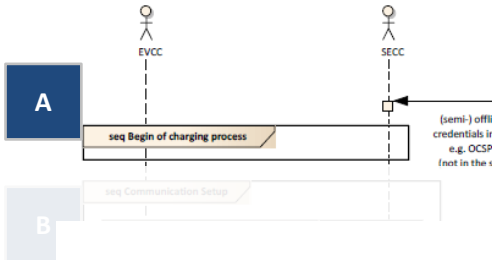 EVCC
SECC
A
(semi-) offli
credentials i
seq Begin of charging process
e.g. OCSP
(not in the s
seq Communication Setup
B